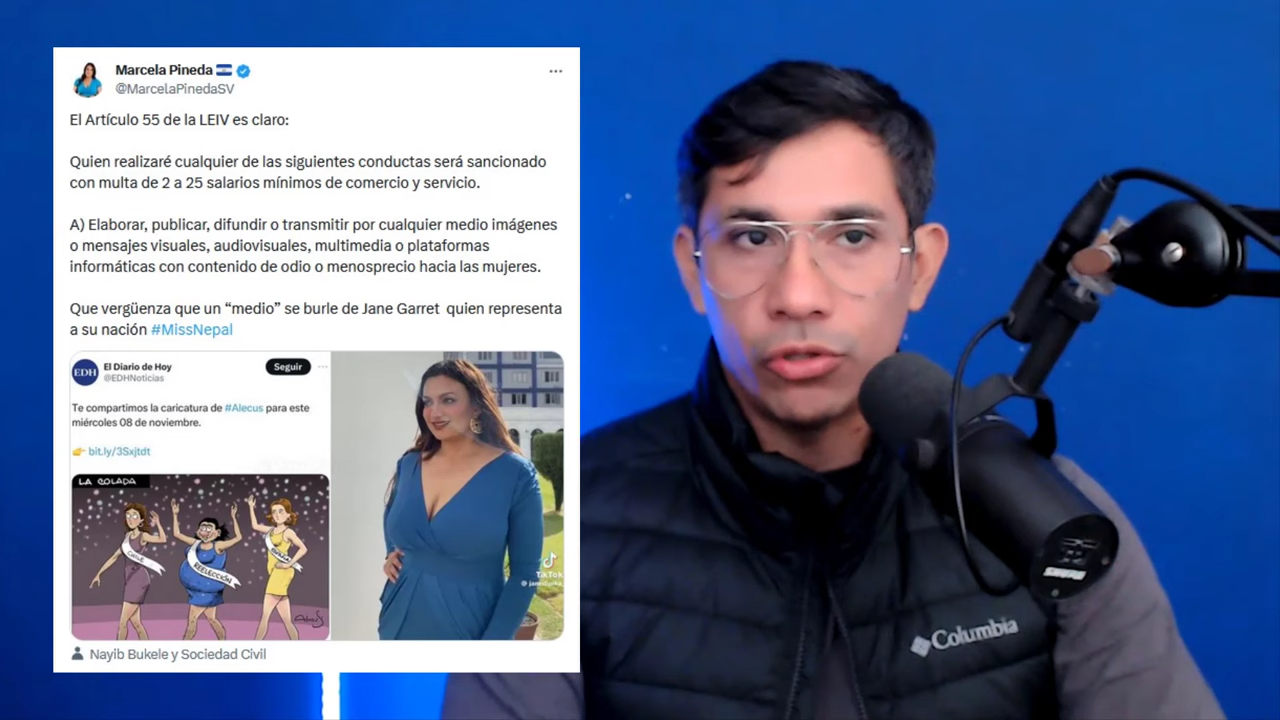 Marcela Pineda
@MarcelaPinedaSV
El Artículo 55 de la LEIV es claro:
Quien realizaré cualquier de las siguientes conductas será sancionado
con multa de 2 a 25 salarios mínimos de comercio y servicio.
A) Elaborar, publicar, difundir o transmitir por cualquier medio imágenes
o mensajes visuales, audiovisuales, multimedia o plataformas
informáticas con contenido de odio o menosprecio hacia las mujeres.
Que vergüenza que un “medio” se burle de Jane Garret quien representa
a su nación #MissNepal
EDH
El Diario de Hoy
@EDHNoticias
Seguir
Te compartimos la caricatura de #Alecus para este
miércoles 08 de noviembre.
👉 bit.ly/3Sxjtdt
LA COLADA
CHILE
REELECCIÓN
TikTok
Nayib Bukele y Sociedad Civil
Columbia